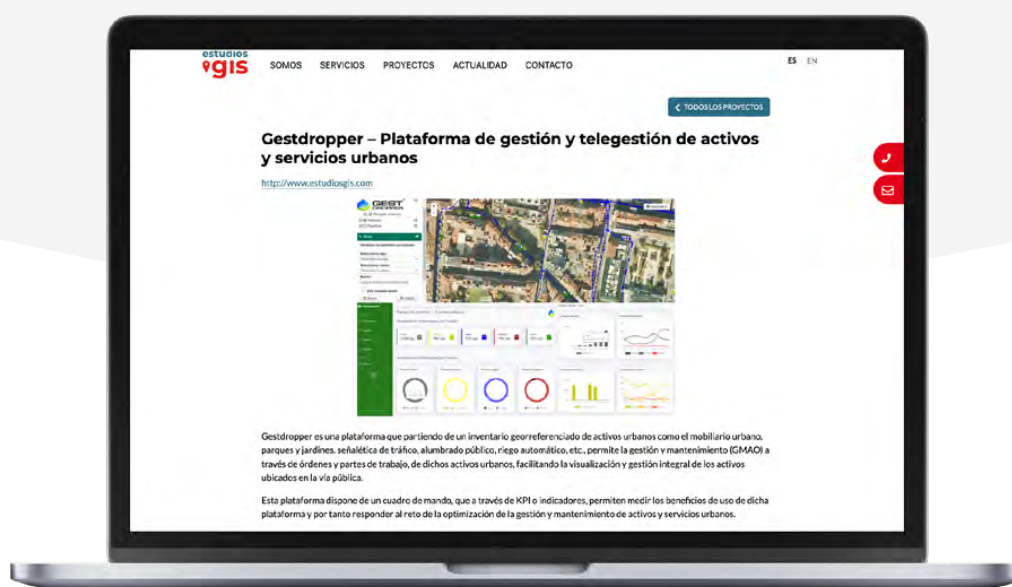 estudios
gis
SOMOS SERVICIOS PROYECTOS ACTUALIDAD CONTACTO
ES EN
TODOS LOS PROYECTOS
Gestdropper – Plataforma de gestión y telegestión de activos
y servicios urbanos
http://www.estudiosgis.com
GEST
DROPPER
Gestdropper es una plataforma que partiendo de un inventario georreferenciado de activos urbanos como el mobiliario urbano,
parques y jardines, señalética de tráfico, alumbrado público, riego automático, etc., permite la gestión y mantenimiento (GMAO) a
través de órdenes y partes de trabajo, de dichos activos urbanos, facilitando la visualización y gestión integral de los activos
ubicados en la vía pública.
Esta plataforma dispone de un cuadro de mando, que a través de KPI o indicadores, permiten medir los beneficios de uso de dicha
plataforma y por tanto responder al reto de la optimización de la gestión y mantenimiento de activos y servicios urbanos.